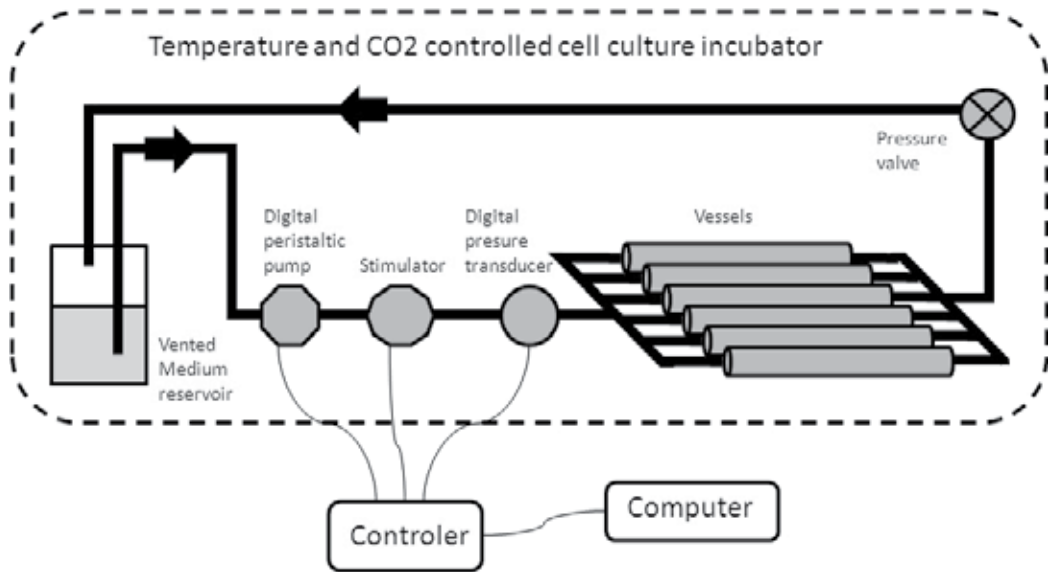 Temperature and CO2 controlled cell culture incubator
Pressure
valve
Digital
peristaltic
pump
Stimulator
Digital
presure
transducer
Vessels
Vented
Medium
reservoir
Controler
Computer